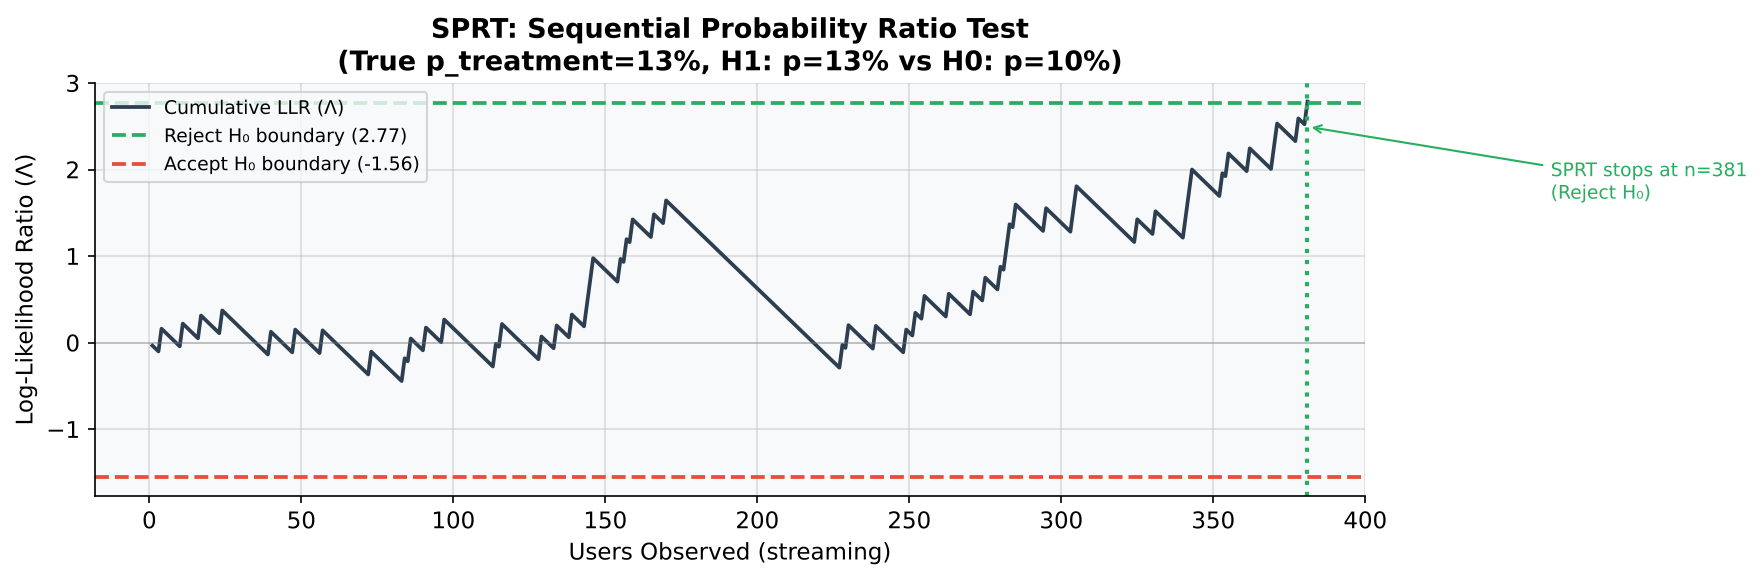 SPRT: Sequential Probability Ratio Test
(True p_treatment=13%, H1: p=13% vs H0: p=10%)
Log-Likelihood Ratio (Λ)
3
2
1
0
−1
Cumulative LLR (Λ)
Reject H₀ boundary (2.77)
Accept H₀ boundary (-1.56)
SPRT stops at n=381
(Reject H₀)
0 50 100 150 200 250 300 350 400
Users Observed (streaming)